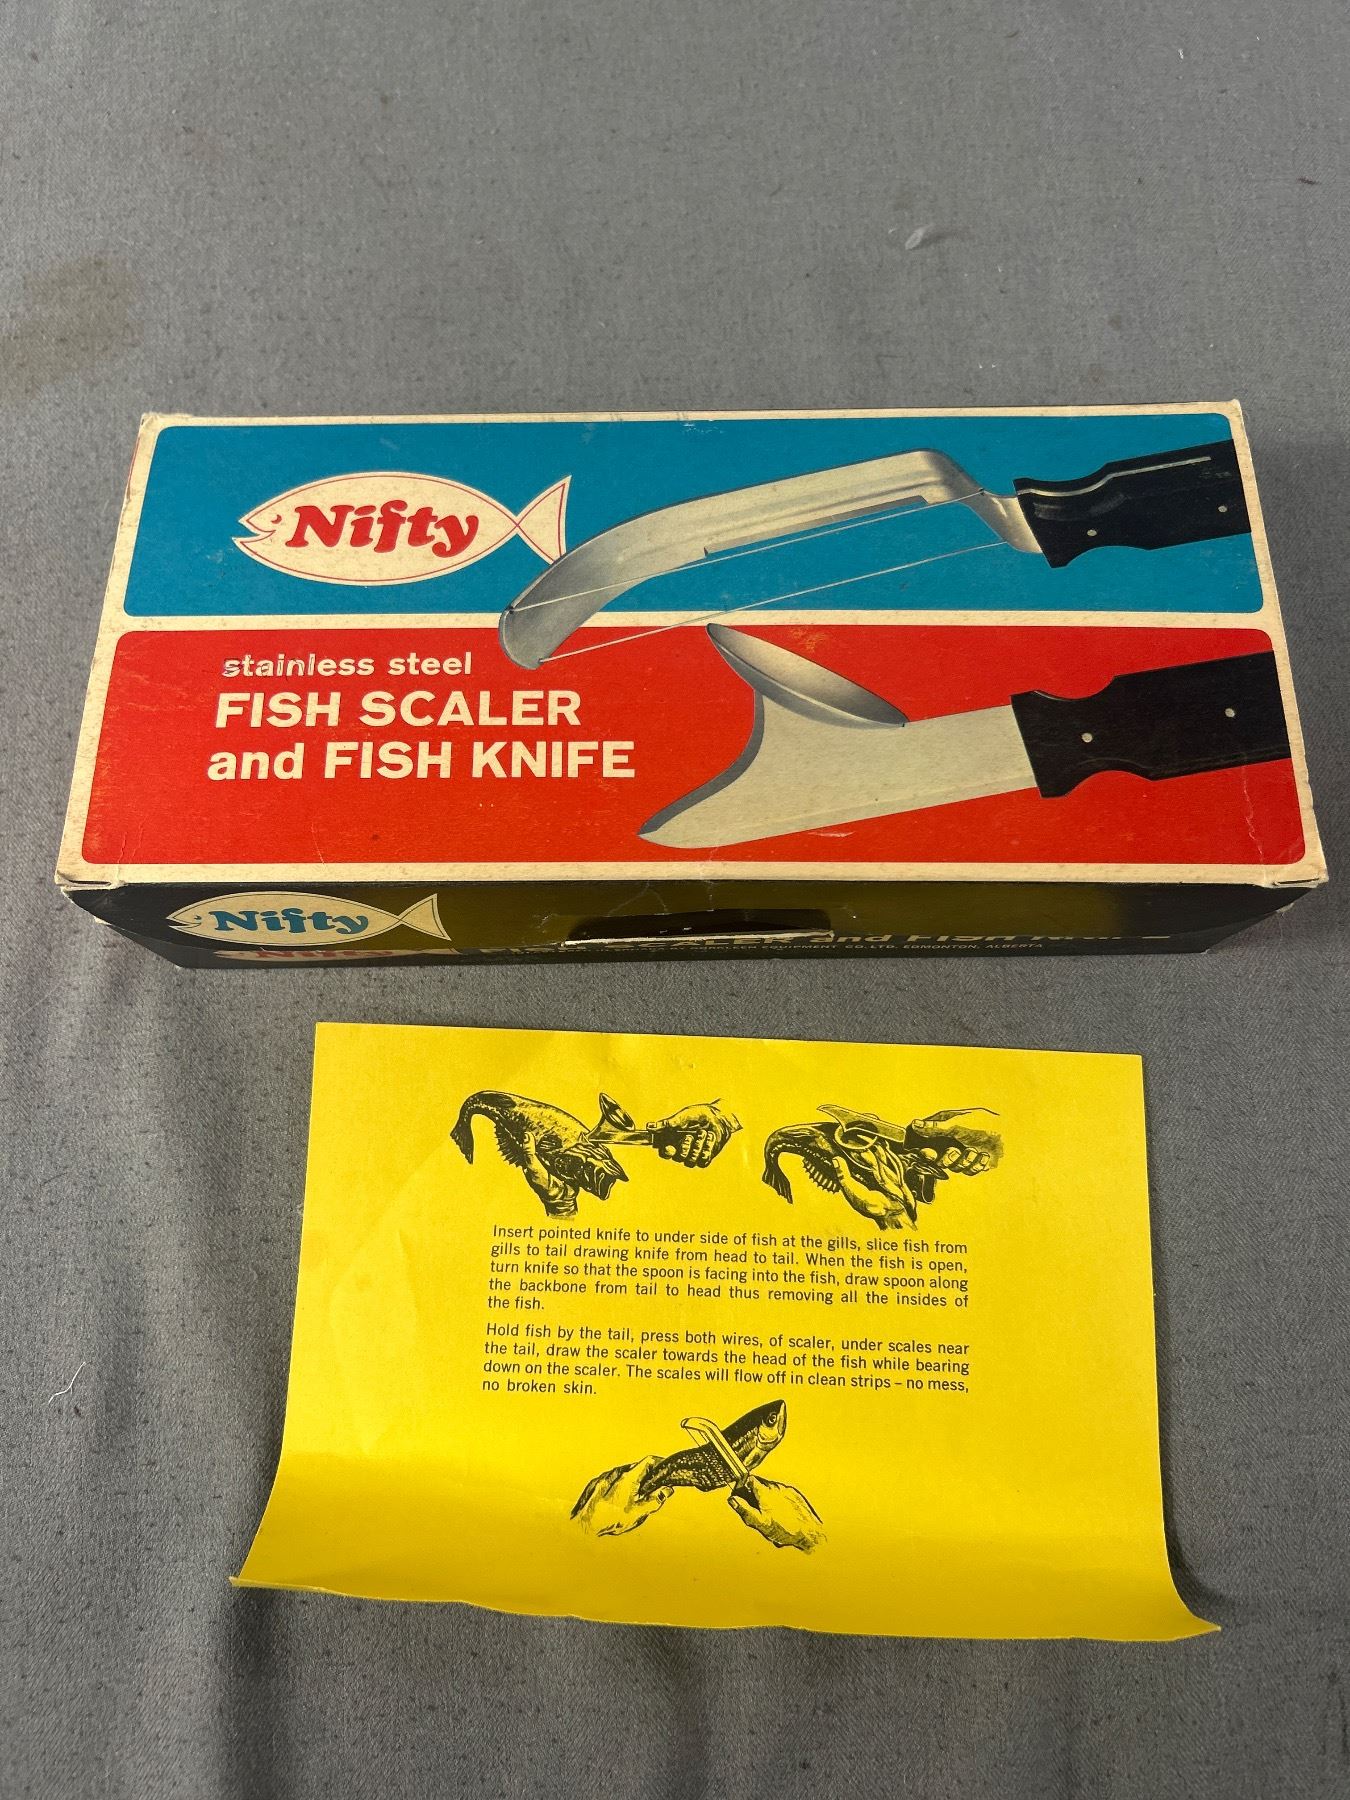 Nifty
stainless steel
FISH SCALER
and FISH KNIFE
Nifty
Nifty
EQUIPMENT CO. LTD. EDMONTON, ALBERTA
Insert pointed knife to under side of fish at the gills, slice fish from
gills to tail drawing knife from head to tail. When the fish is open,
turn knife so that the spoon is facing into the fish, draw spoon along
the backbone from tail to head thus removing all the insides of
the fish.
Hold fish by the tail, press both wires, of scaler, under scales near
the tail, draw the scaler towards the head of the fish while bearing
down on the scaler. The scales will flow off in clean strips – no mess,
no broken skin.